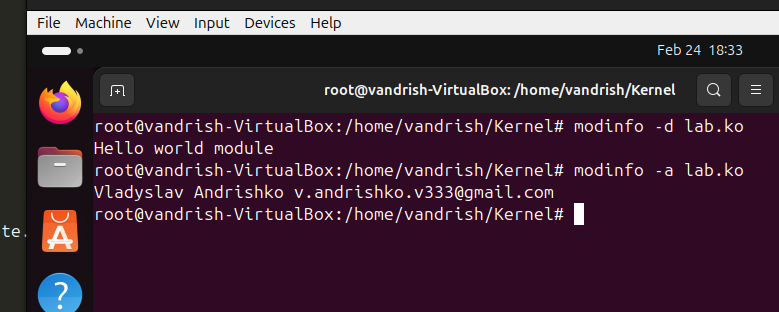 File Machine View Input Devices Help
Feb 24 18:33
root@vandrish-VirtualBox: /home/vandrish/Kernel
root@vandrish-VirtualBox:/home/vandrish/Kernel# modinfo -d lab.ko
Hello world module
root@vandrish-VirtualBox:/home/vandrish/Kernel# modinfo -a lab.ko
Vladyslav Andrishko v.andrishko.v333@gmail.com
root@vandrish-VirtualBox:/home/vandrish/Kernel#
te.